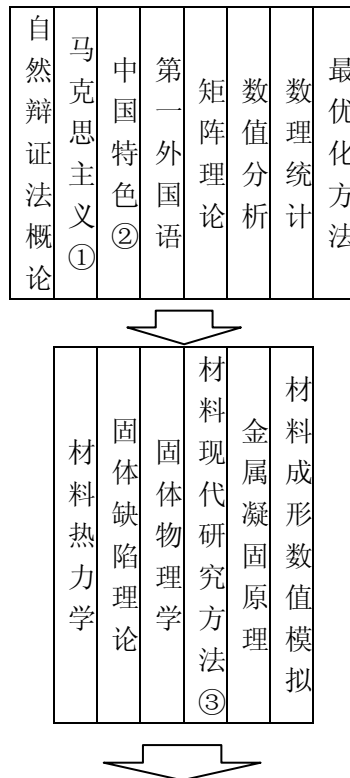 自然辩证法概论
马克思主义①
中国特色②
第一外国语
矩阵理论
数值分析
数理统计
最优化方法
材料热力学
固体缺陷理论
固体物理学
材料现代研究方法③
金属凝固原理
材料成形数值模拟